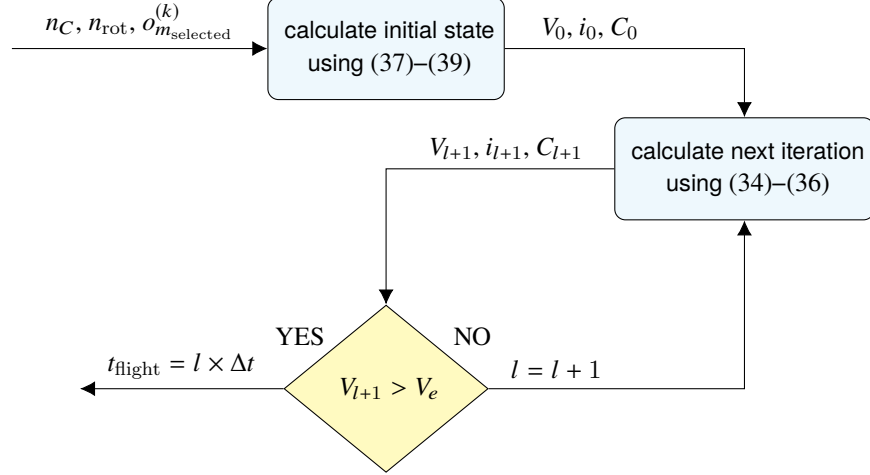 n_C, n_rot, o^{(k)}_{m_selected}
calculate initial state
using (37)–(39)
V_0, i_0, C_0
calculate next iteration
using (34)–(36)
V_{l+1}, i_{l+1}, C_{l+1}
YES
NO
t_flight = l × Δt
V_{l+1} > V_e
l = l + 1